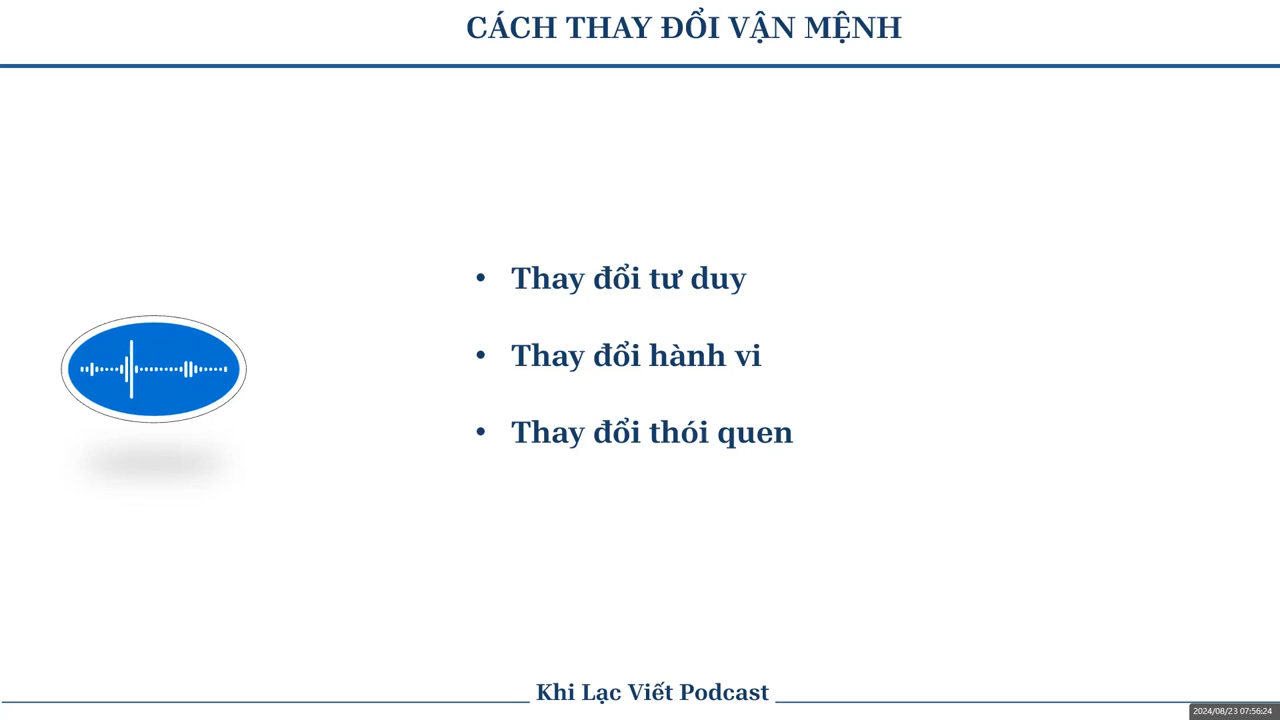 CÁCH THAY ĐỔI VẬN MỆNH
• Thay đổi tư duy
• Thay đổi hành vi
• Thay đổi thói quen
Khi Lạc Viết Podcast
2024/08/23 07:56:24